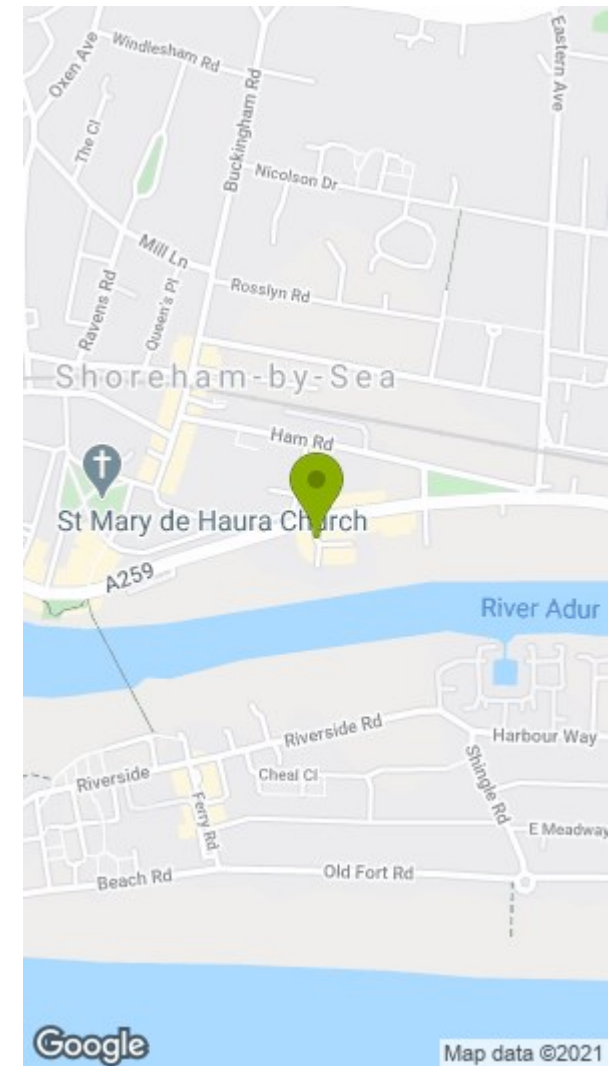 Windlesham Rd
Oxen Ave
Eastern Ave
The Cl
Buckingham Rd
Nicolson Dr
Mill Ln
Ravens Rd
Queen's Pl
Rosslyn Rd
Shoreham-by-Sea
Ham Rd
St Mary de Haura Church
A259
River Adur
Riverside Rd
Harbour Way
Riverside
Cheal Cl
Shingle Rd
Ferry Rd
E Meadway
Beach Rd
Old Fort Rd
Google
Map data ©2021